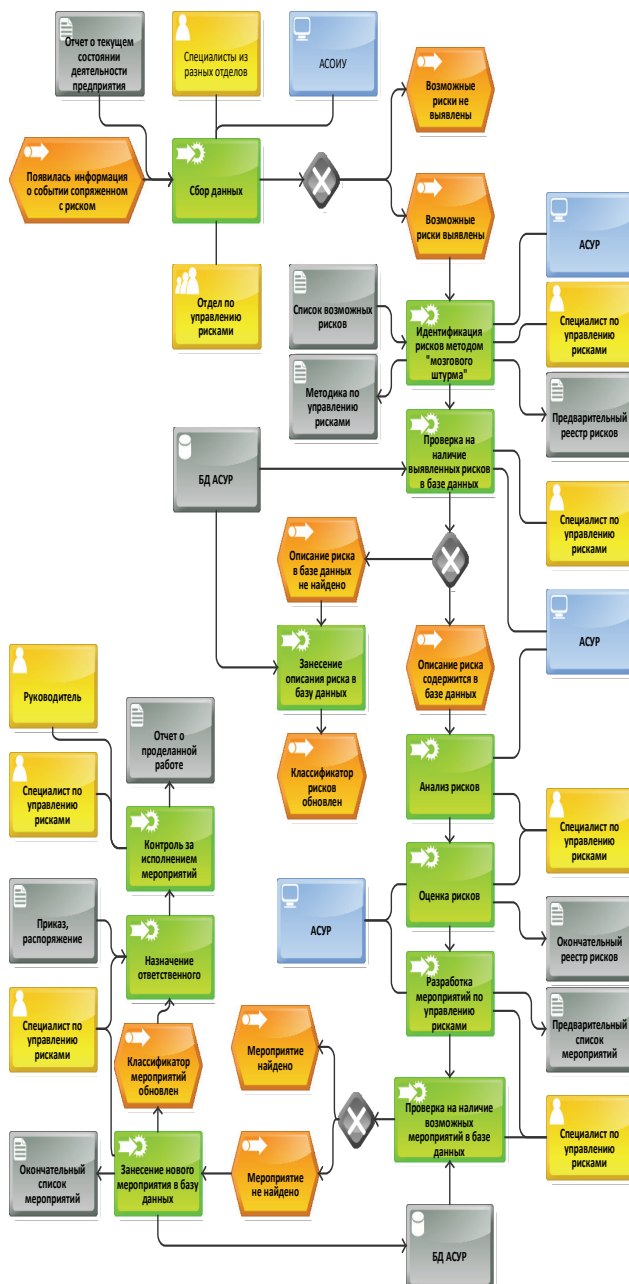 Отчет о текущем
состоянии
деятельности
предприятия
Специалисты из
разных отделов
АСОИУ
Возможные
риски не
выявлены
Появилась информация
о событии сопряженном
с риском
Сбор данных
Возможные
риски выявлены
АСУР
Отдел по
управлению
рисками
Список возможных
рисков
Идентификация
рисков методом
"мозгового
штурма"
Специалист по
управлению
рисками
Методика по
управлению
рисками
Предварительный
реестр рисков
БД АСУР
Проверка на
наличие
выявленных рисков
в базе данных
Специалист по
управлению
рисками
Описание риска
в базе данных
не найдено
АСУР
Занесение
описания риска в
базу данных
Описание риска
содержится в
базе данных
Руководитель
Отчет о
проделанной
работе
Классификатор
рисков
обновлен
Анализ рисков
Специалист по
управлению
рисками
Контроль за
исполнением
мероприятий
Специалист по
управлению
рисками
Приказ,
распоряжение
Назначение
ответственного
АСУР
Оценка рисков
Окончательный
реестр рисков
Специалист по
управлению
рисками
Классификатор
мероприятий
обновлен
Мероприятие
найдено
Разработка
мероприятий по
управлению
рисками
Предварительный
список
мероприятий
Проверка на наличие
возможных
мероприятий в базе
данных
Специалист по
управлению
рисками
Окончательный
список
мероприятий
Занесение нового
мероприятия в базу
данных
Мероприятие
не найдено
БД АСУР